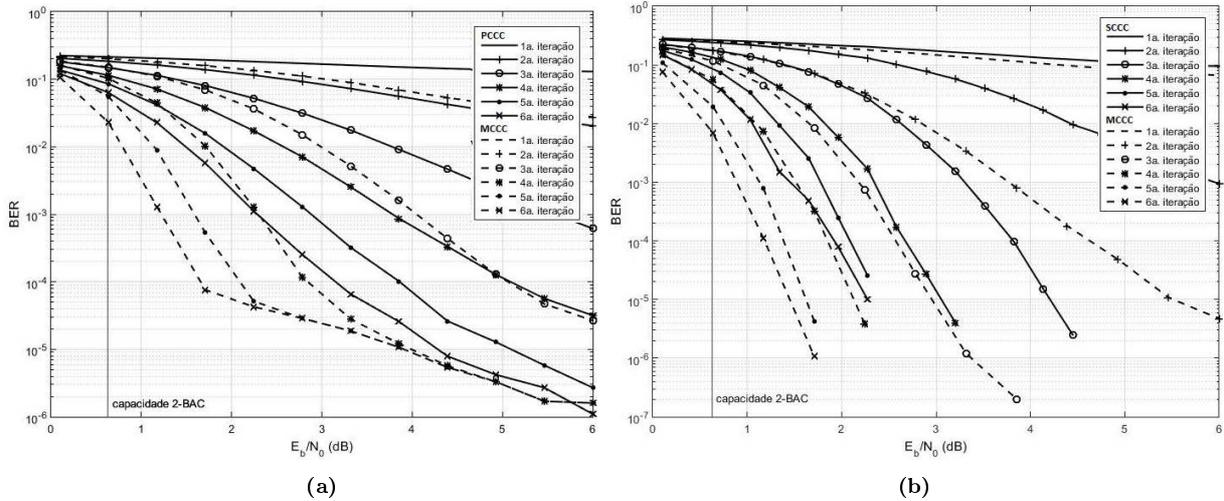 10^0
10^-1
10^-2
10^-3
10^-4
10^-5
10^-6
BER
PCCC
1a. iteração
2a. iteração
3a. iteração
4a. iteração
5a. iteração
6a. iteração
MCCC
1a. iteração
2a. iteração
3a. iteração
4a. iteração
5a. iteração
6a. iteração
capacidade 2-BAC
0 1 2 3 4 5 6
E_b/N_0 (dB)
(a)
10^0
10^-1
10^-2
10^-3
10^-4
10^-5
10^-6
10^-7
BER
SCCC
1a. iteração
2a. iteração
3a. iteração
4a. iteração
5a. iteração
6a. iteração
MCCC
1a. iteração
2a. iteração
3a. iteração
4a. iteração
5a. iteração
6a. iteração
capacidade 2-BAC
0 1 2 3 4 5 6
E_b/N_0 (dB)
(b)